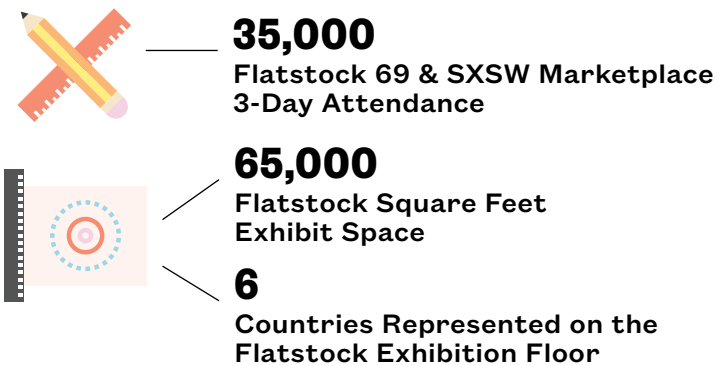 35,000
Flatstock 69 & SXSW Marketplace
3-Day Attendance
65,000
Flatstock Square Feet
Exhibit Space
6
Countries Represented on the
Flatstock Exhibition Floor